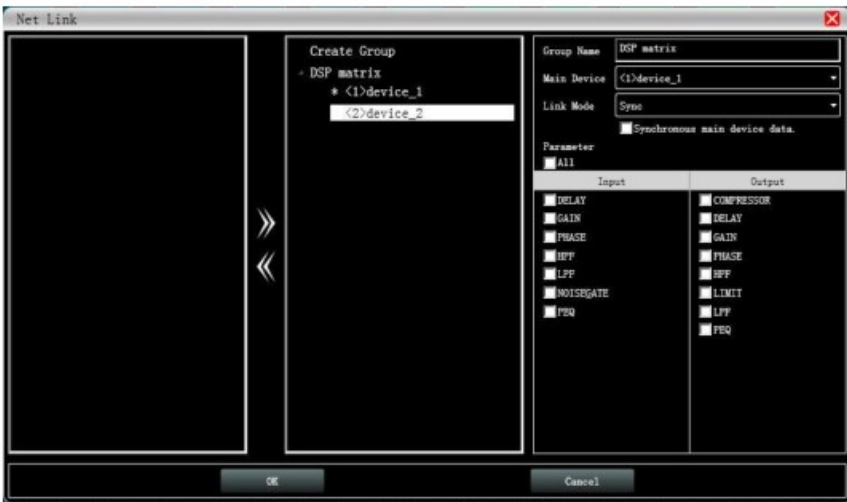 Net Link
Create Group
DSP matrix
* <1>device_1
<2>device_2
Group Name DSP matrix
Main Device <1>device_1
Link Mode Sync
Synchronous main device data.
Parameter
All
Input Output
DELAY COMPRESSOR
GAIN DELAY
PHASE GAIN
HPF PHASE
LPF HPF
NOISEGATE LIMIT
PEQ LPF
PEQ
OK Cancel